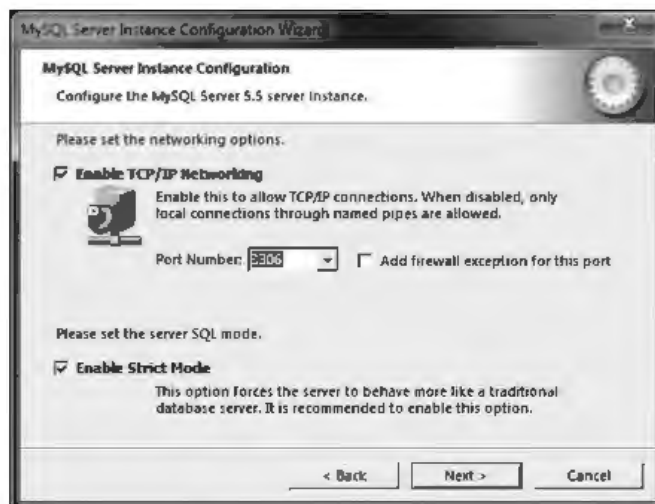 MySQL Server Instance Configuration Wizard
MySQL Server Instance Configuration
Configure the MySQL Server 5.5 server instance.
Please set the networking options.
Enable TCP/IP Networking
Enable this to allow TCP/IP connections. When disabled, only
local connections through named pipes are allowed.
Port Number: 3306 Add firewall exception for this port
Please set the server SQL mode.
Enable Strict Mode
This option forces the server to behave more like a traditional
database server. It is recommended to enable this option.
< Back Next > Cancel